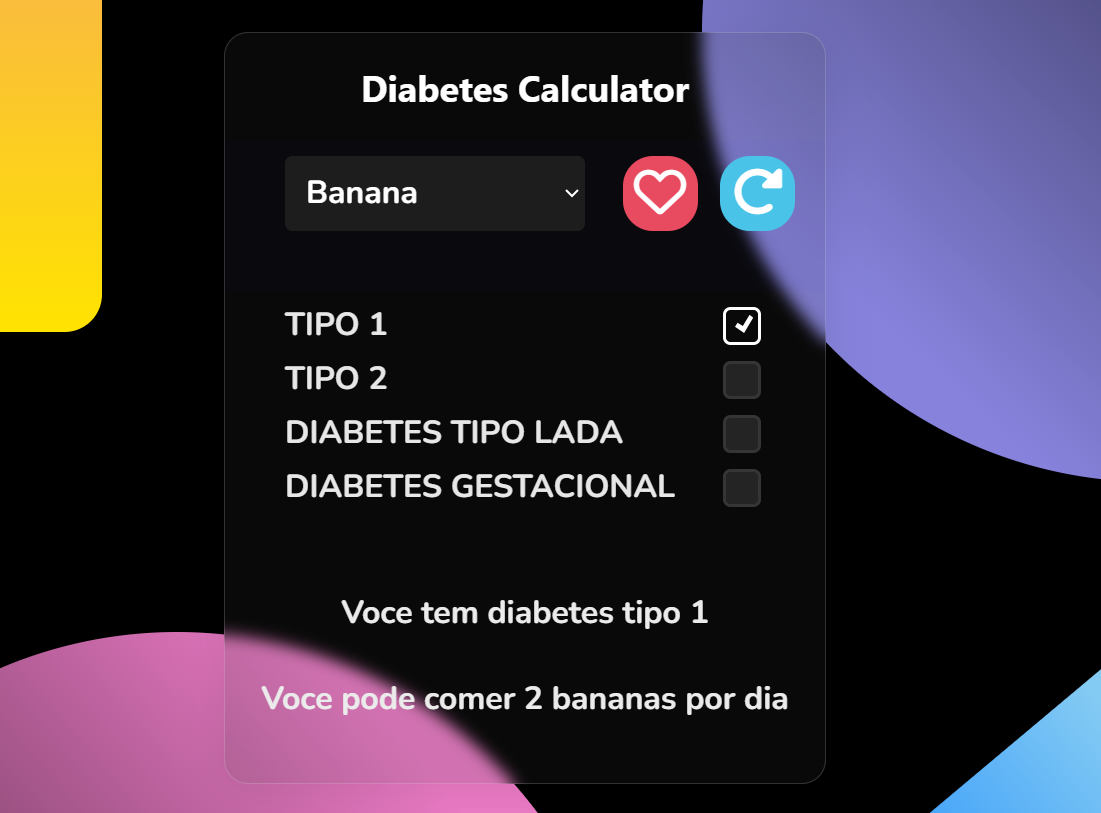 Diabetes Calculator
Banana
TIPO 1
TIPO 2
DIABETES TIPO LADA
DIABETES GESTACIONAL
Voce tem diabetes tipo 1
Voce pode comer 2 bananas por dia